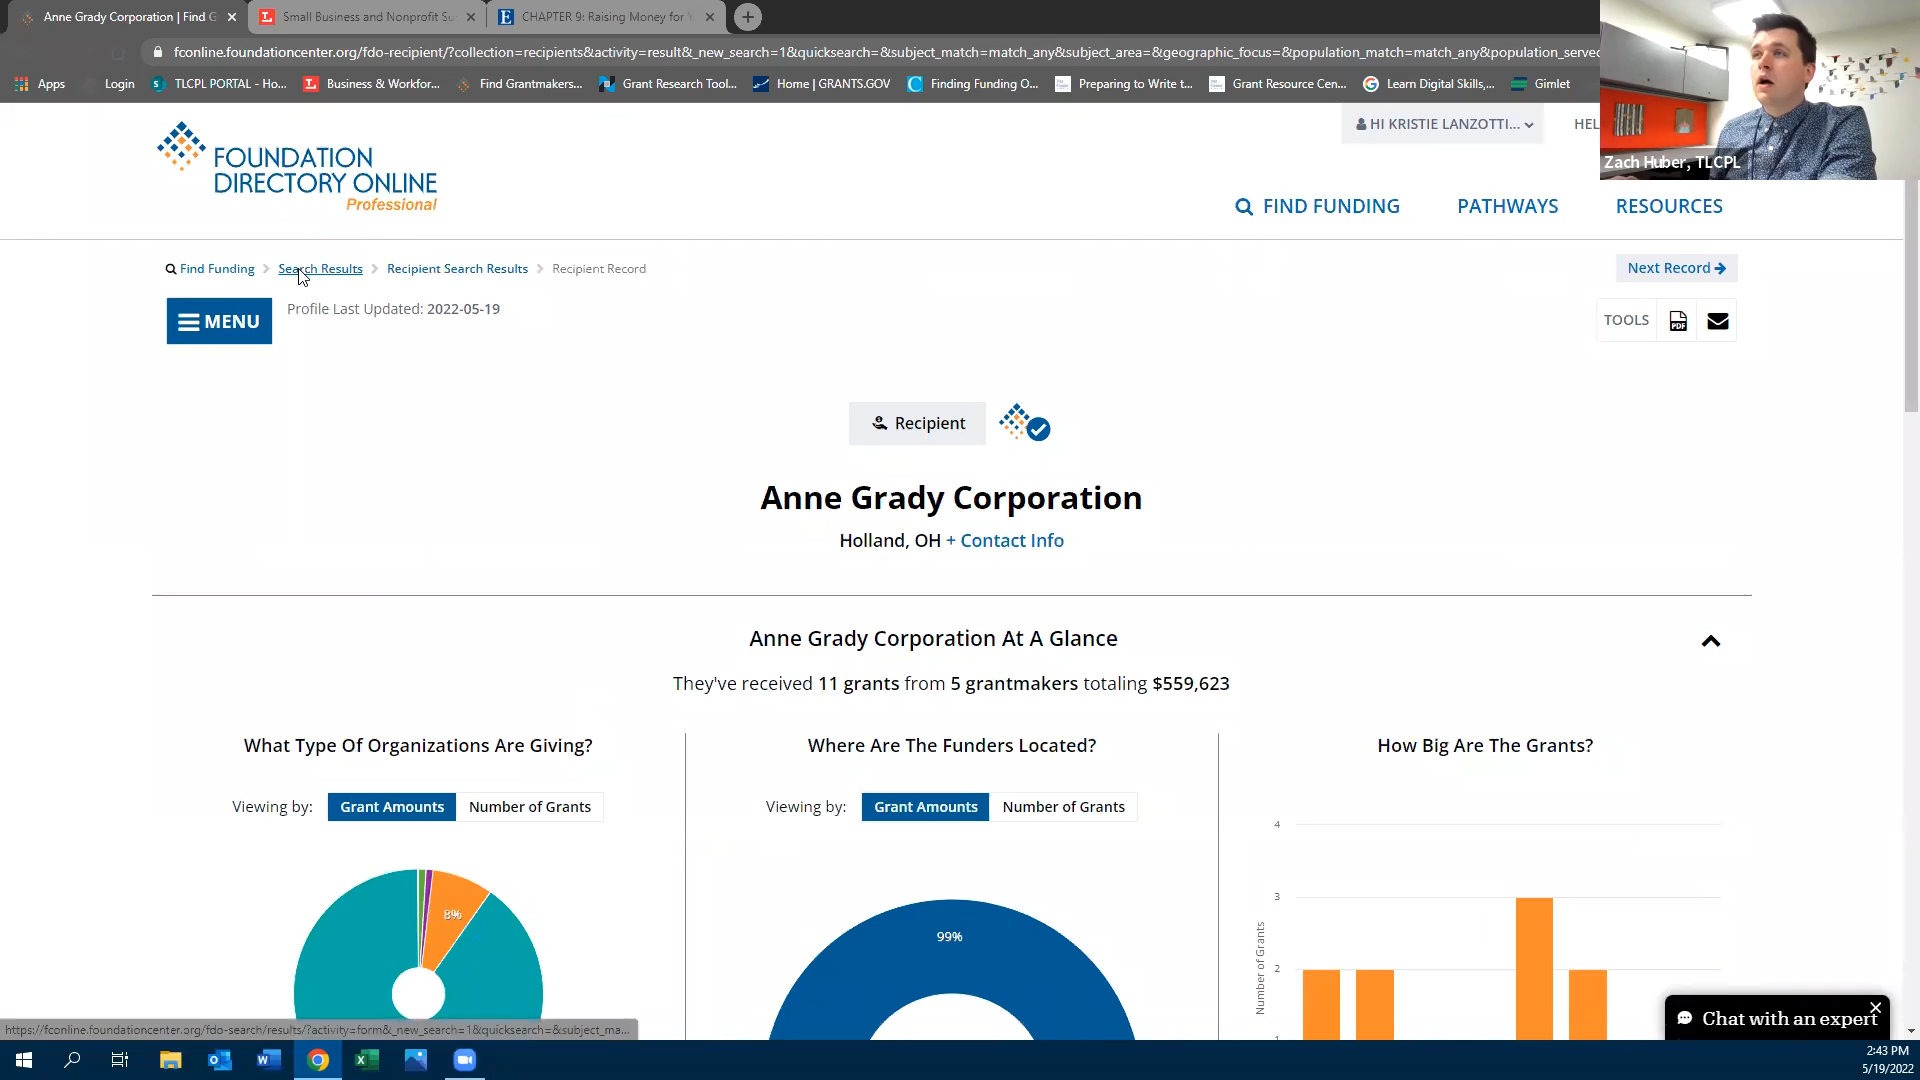 Anne Grady Corporation | Find G
Small Business and Nonprofit Su
CHAPTER 9: Raising Money for Y
fconline.foundationcenter.org/fdo-recipient/?collection=recipients&activity=result&_new_search=1&quicksearch=&subject_match=match_any&subject_area=&geographic_focus=&population_match=match_any&population_served
Apps
Login
TLCPL PORTAL - Ho...
Business & Workfor...
Find Grantmakers...
Grant Research Tool...
Home | GRANTS.GOV
Finding Funding O...
Preparing to Write t...
Grant Resource Cen...
Learn Digital Skills,...
Gimlet
Zach Huber, TLCPL
HI KRISTIE LANZOTTI...
HEL
FOUNDATION
DIRECTORY ONLINE
Professional
FIND FUNDING
PATHWAYS
RESOURCES
Find Funding > Search Results > Recipient Search Results > Recipient Record
Next Record
MENU
Profile Last Updated: 2022-05-19
TOOLS
PDF
Recipient
Anne Grady Corporation
Holland, OH + Contact Info
Anne Grady Corporation At A Glance
They've received 11 grants from 5 grantmakers totaling $559,623
What Type Of Organizations Are Giving?
Viewing by: Grant Amounts Number of Grants
8%
Where Are The Funders Located?
Viewing by: Grant Amounts Number of Grants
99%
How Big Are The Grants?
Number of Grants
4
3
2
1
Chat with an expert
https://fconline.foundationcenter.org/fdo-search/results/?activity=form&_new_search=1&quicksearch=&subject_ma...
2:43 PM
5/19/2022